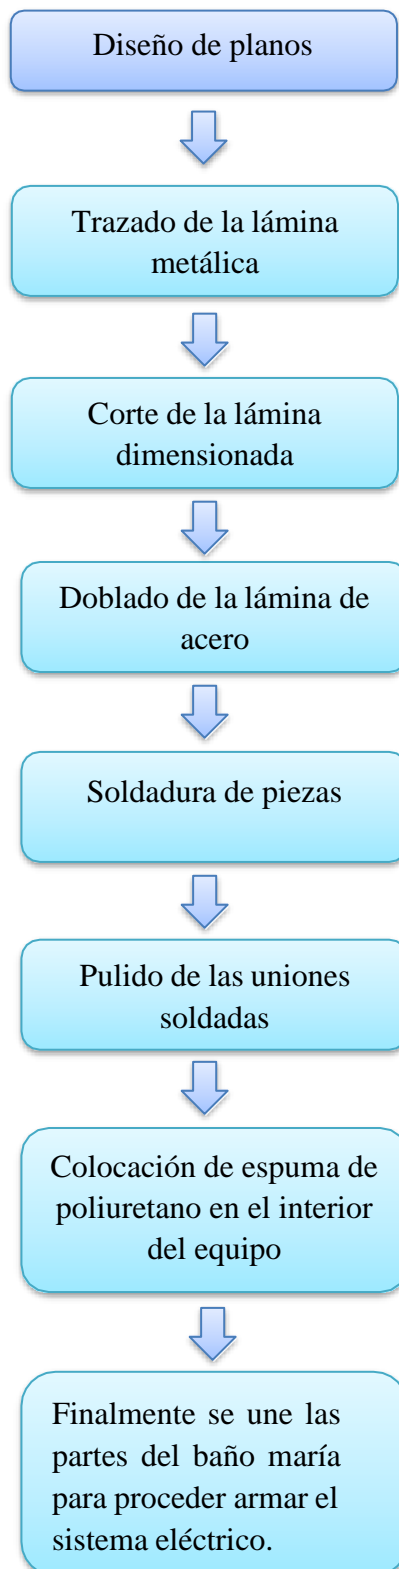 Diseño de planos
Trazado de la lámina
metálica
Corte de la lámina
dimensionada
Doblado de la lámina de
acero
Soldadura de piezas
Pulido de las uniones
soldadas
Colocación de espuma de
poliuretano en el interior
del equipo
Finalmente se une las
partes del baño maría
para proceder armar el
sistema eléctrico.